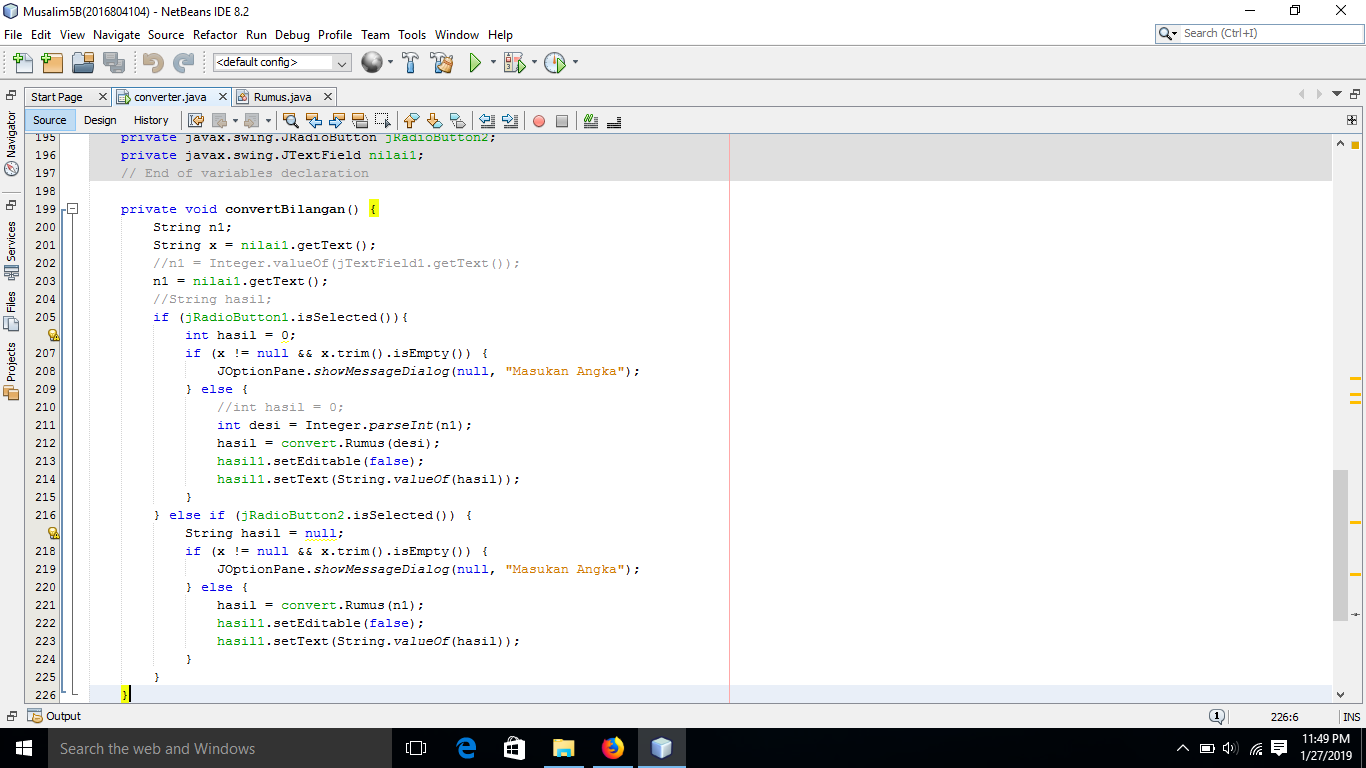 Musalim5B(2016804104) - NetBeans IDE 8.2
File Edit View Navigate Source Refactor Run Debug Profile Team Tools Window Help
Search (Ctrl+I)
<default config>
Start Page
converter.java
Rumus.java
Source Design History
Navigator
Services
Files
Projects
195 private javax.swing.JRadioButton jRadioButton2;
196 private javax.swing.JTextField nilai1;
197 // End of variables declaration
198
199 private void convertBilangan() {
200 String n1;
201 String x = nilai1.getText();
202 //n1 = Integer.valueOf(jTextField1.getText());
203 n1 = nilai1.getText();
204 //String hasil;
205 if (jRadioButton1.isSelected()){
int hasil = 0;
207 if (x != null && x.trim().isEmpty()) {
208 JOptionPane.showMessageDialog(null, "Masukan Angka");
209 } else {
210 //int hasil = 0;
211 int desi = Integer.parseInt(n1);
212 hasil = convert.Rumus(desi);
213 hasil1.setEditable(false);
214 hasil1.setText(String.valueOf(hasil));
215 }
216 } else if (jRadioButton2.isSelected()) {
String hasil = null;
218 if (x != null && x.trim().isEmpty()) {
219 JOptionPane.showMessageDialog(null, "Masukan Angka");
220 } else {
221 hasil = convert.Rumus(n1);
222 hasil1.setEditable(false);
223 hasil1.setText(String.valueOf(hasil));
224 }
225 }
226 }
Output
1
226:6
INS
Search the web and Windows
11:49 PM
1/27/2019